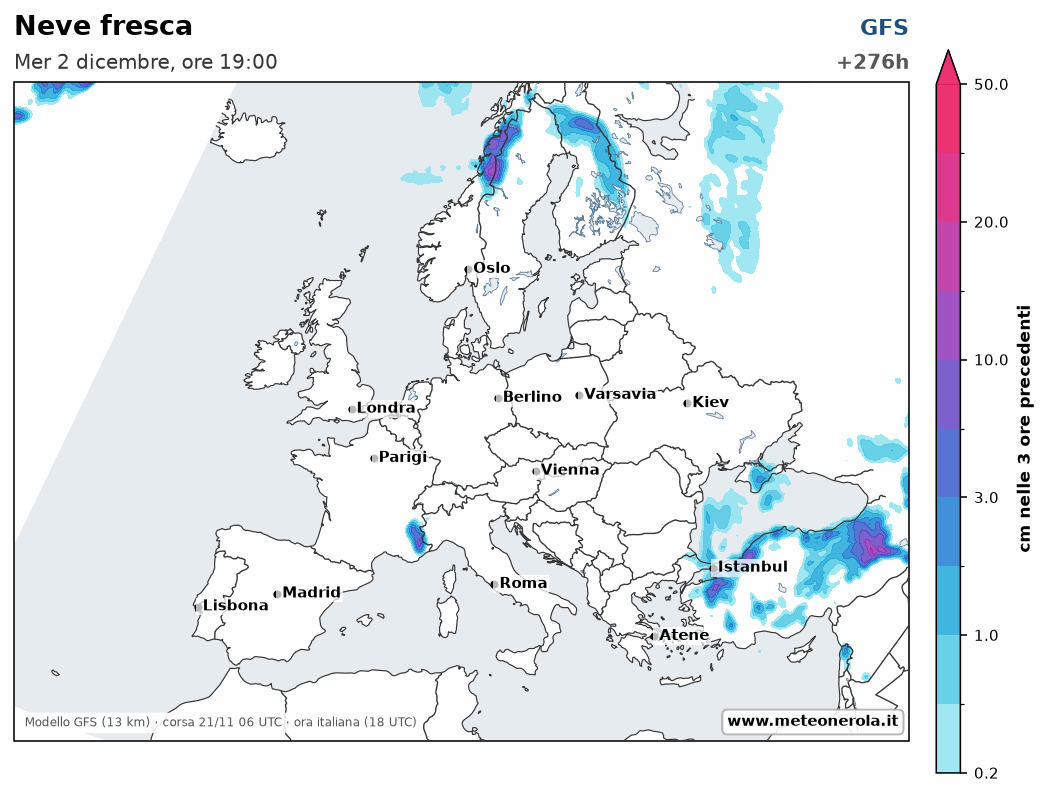 Neve fresca
GFS
Mer 2 dicembre, ore 19:00
+276h
50.0
20.0
10.0
3.0
1.0
0.2
cm nelle 3 ore precedenti
Oslo
Berlino
Varsavia
Kiev
Londra
Parigi
Vienna
Istanbul
Roma
Madrid
Lisbona
Atene
Modello GFS (13 km) · corsa 21/11 06 UTC · ora italiana (18 UTC)
www.meteonerola.it